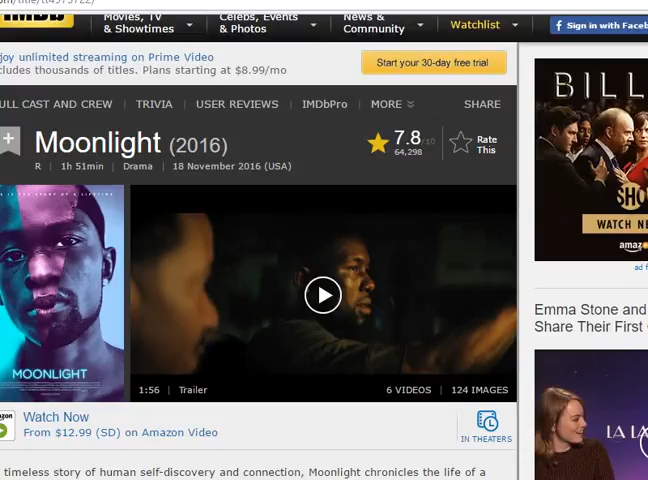 Movies, TV
& Showtimes
Celebs, Events
& Photos
News &
Community
Watchlist
Sign in with
joy unlimited streaming on Prime Video
cludes thousands of titles. Plans starting at $8.99/mo
Start your 30-day free trial
ULL CAST AND CREW | TRIVIA | USER REVIEWS | IMDbPro | MORE
SHARE
Moonlight (2016)
R | 1h 51min | Drama | 18 November 2016 (USA)
7.8/10
64,298
Rate
This
MOONLIGHT
1:56 | Trailer
6 VIDEOS | 124 IMAGES
Watch Now
From $12.99 (SD) on Amazon Video
IN THEATERS
timeless story of human self-discovery and connection, Moonlight chronicles the life of a
BILL
SHO
WATCH
amaz
ad f
Emma Stone and
Share Their First
LA LA